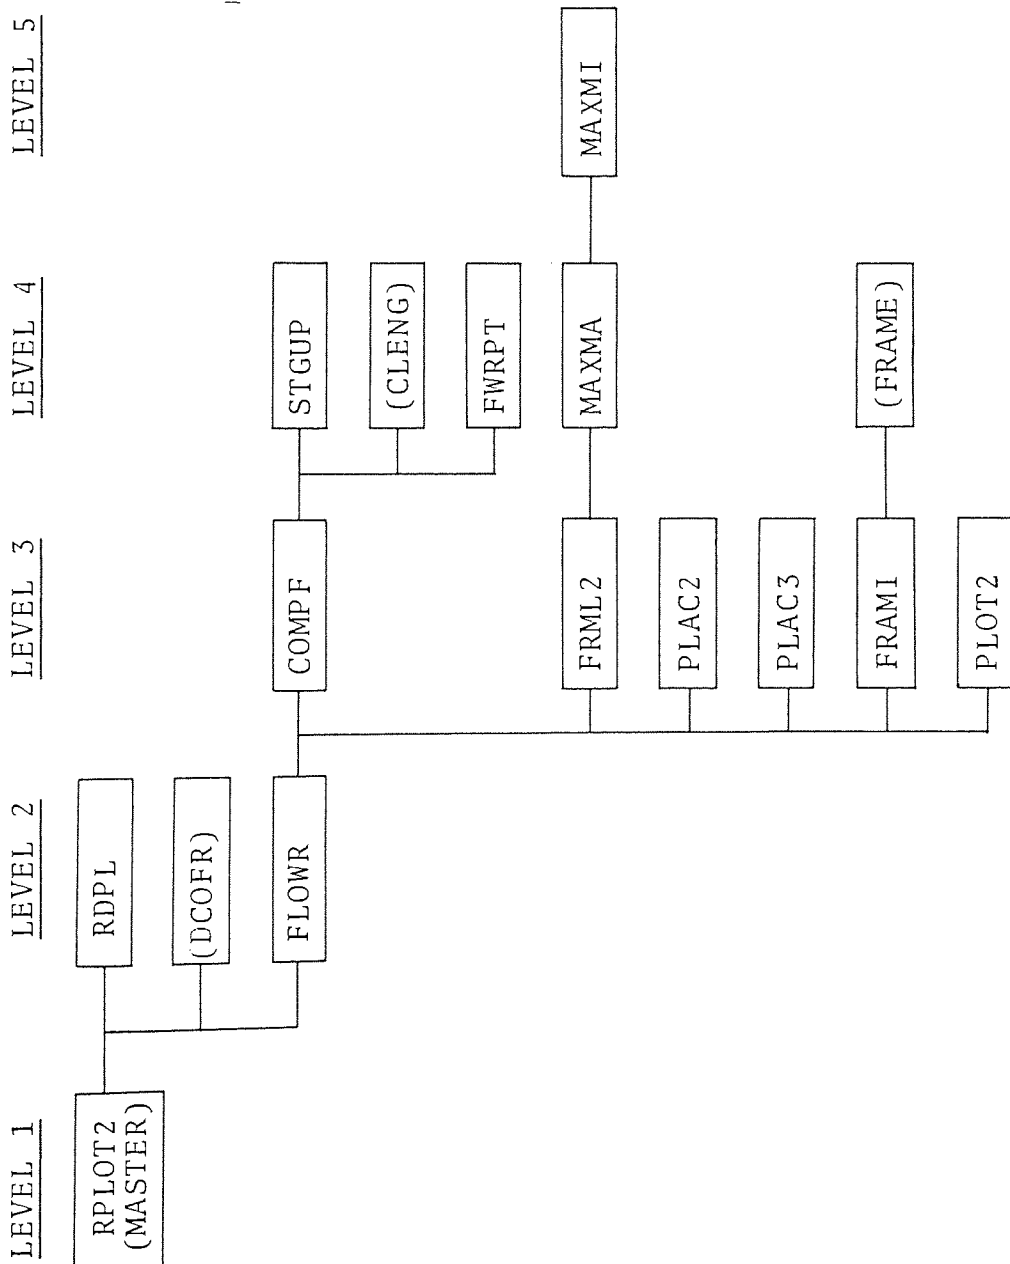 LEVEL 1
LEVEL 2
LEVEL 3
LEVEL 4
LEVEL 5
RPLOT2
(MASTER)
RDPL
(DCOFR)
FLOWR
COMPF
STGUP
(CLENG)
FWRPT
FRML2
MAXMA
MAXMI
PLAC2
PLAC3
FRAM1
(FRAME)
PLOT2